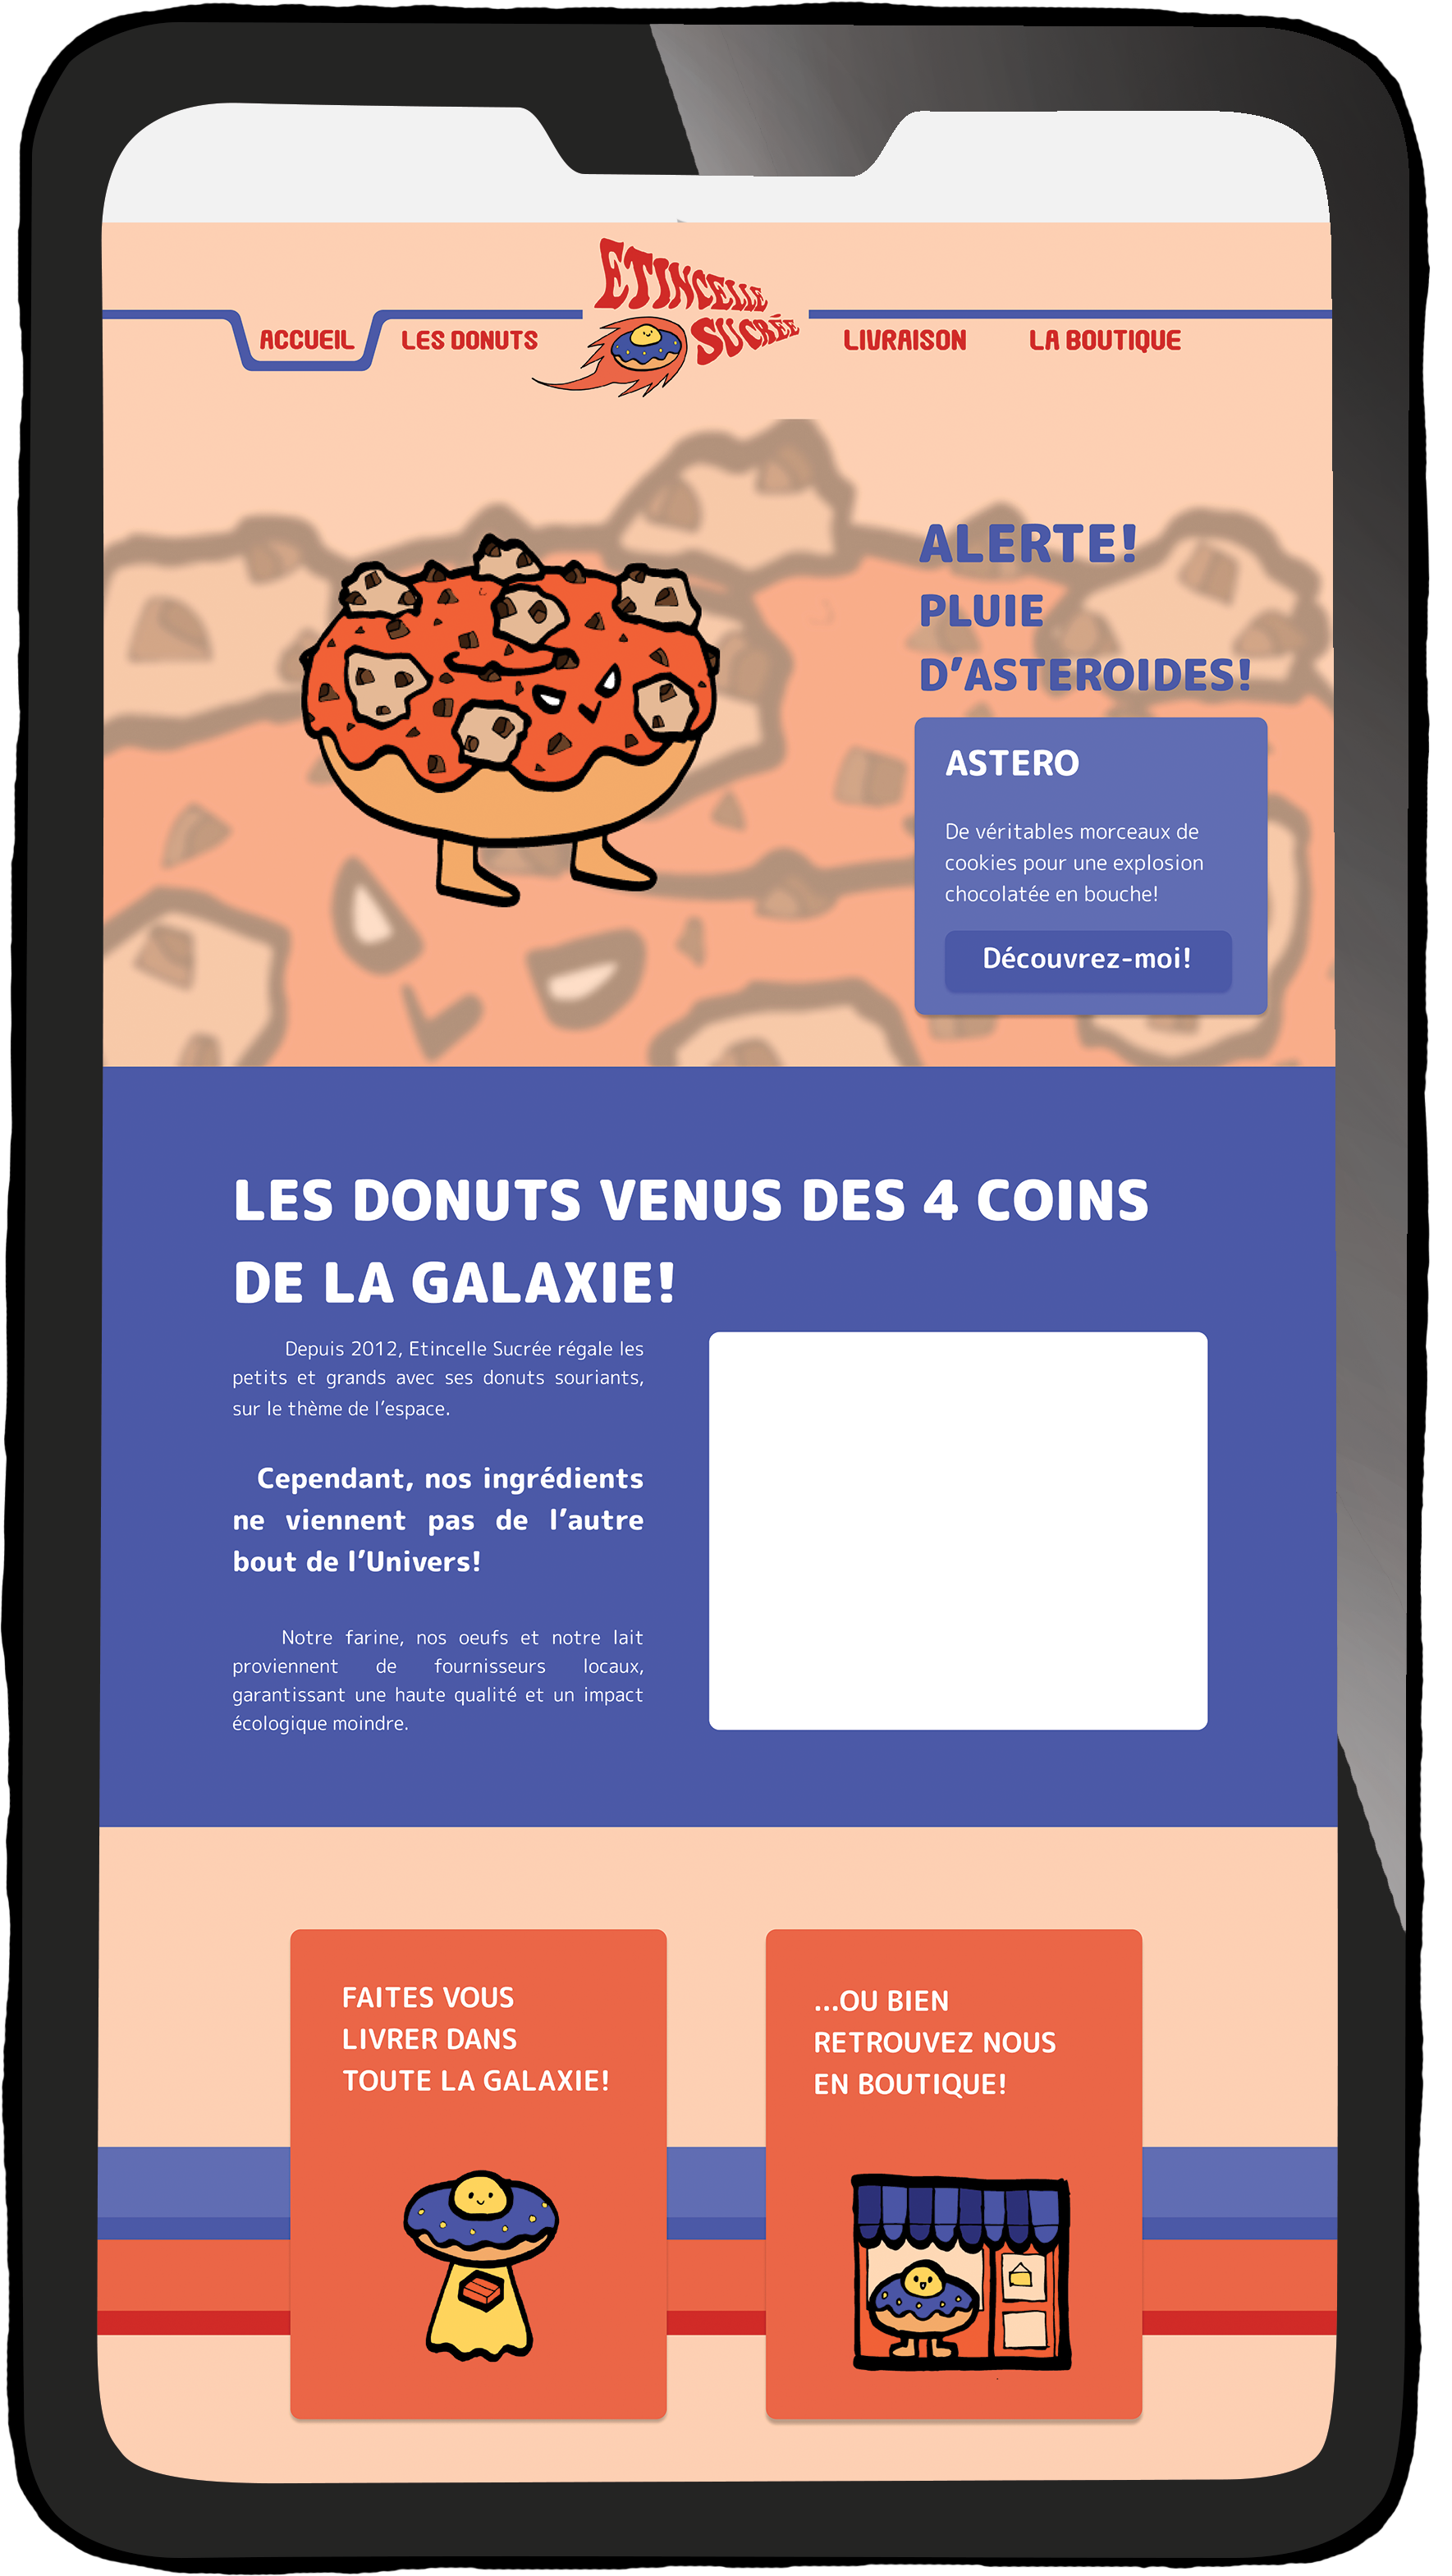 ETINCELLE
SUCRÉE
ACCUEIL
LES DONUTS
LIVRAISON
LA BOUTIQUE
ALERTE!
PLUIE
D’ASTEROIDES!
ASTERO
De véritables morceaux de
cookies pour une explosion
chocolatée en bouche!
Découvrez-moi!
LES DONUTS VENUS DES 4 COINS
DE LA GALAXIE!
Depuis 2012, Etincelle Sucrée régale les
petits et grands avec ses donuts souriants,
sur le thème de l’espace.
Cependant, nos ingrédients
ne viennent pas de l’autre
bout de l’Univers!
Notre farine, nos oeufs et notre lait
proviennent de fournisseurs locaux,
garantissant une haute qualité et un impact
écologique moindre.
FAITES VOUS
LIVRER DANS
TOUTE LA GALAXIE!
...OU BIEN
RETROUVEZ NOUS
EN BOUTIQUE!